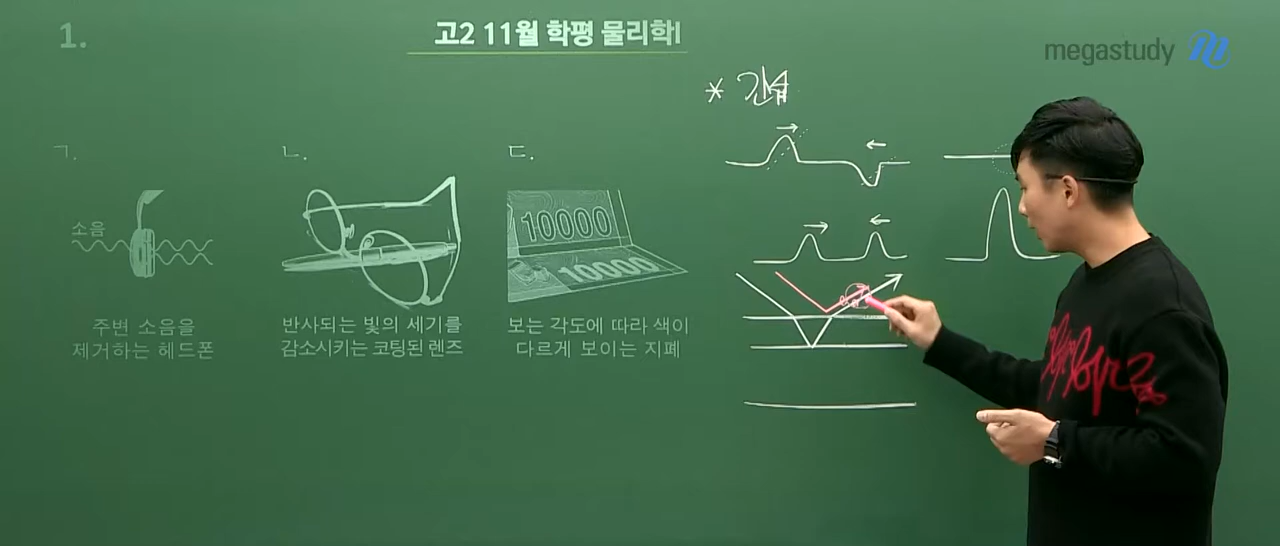 1.
고2 11월 학평 물리학I
megastudy
* 간섭
ㄱ.
ㄴ.
ㄷ.
소음
10000
10000
주변 소음을
제거하는 헤드폰
반사되는 빛의 세기를
감소시키는 코팅된 렌즈
보는 각도에 따라 색이
다르게 보이는 지폐